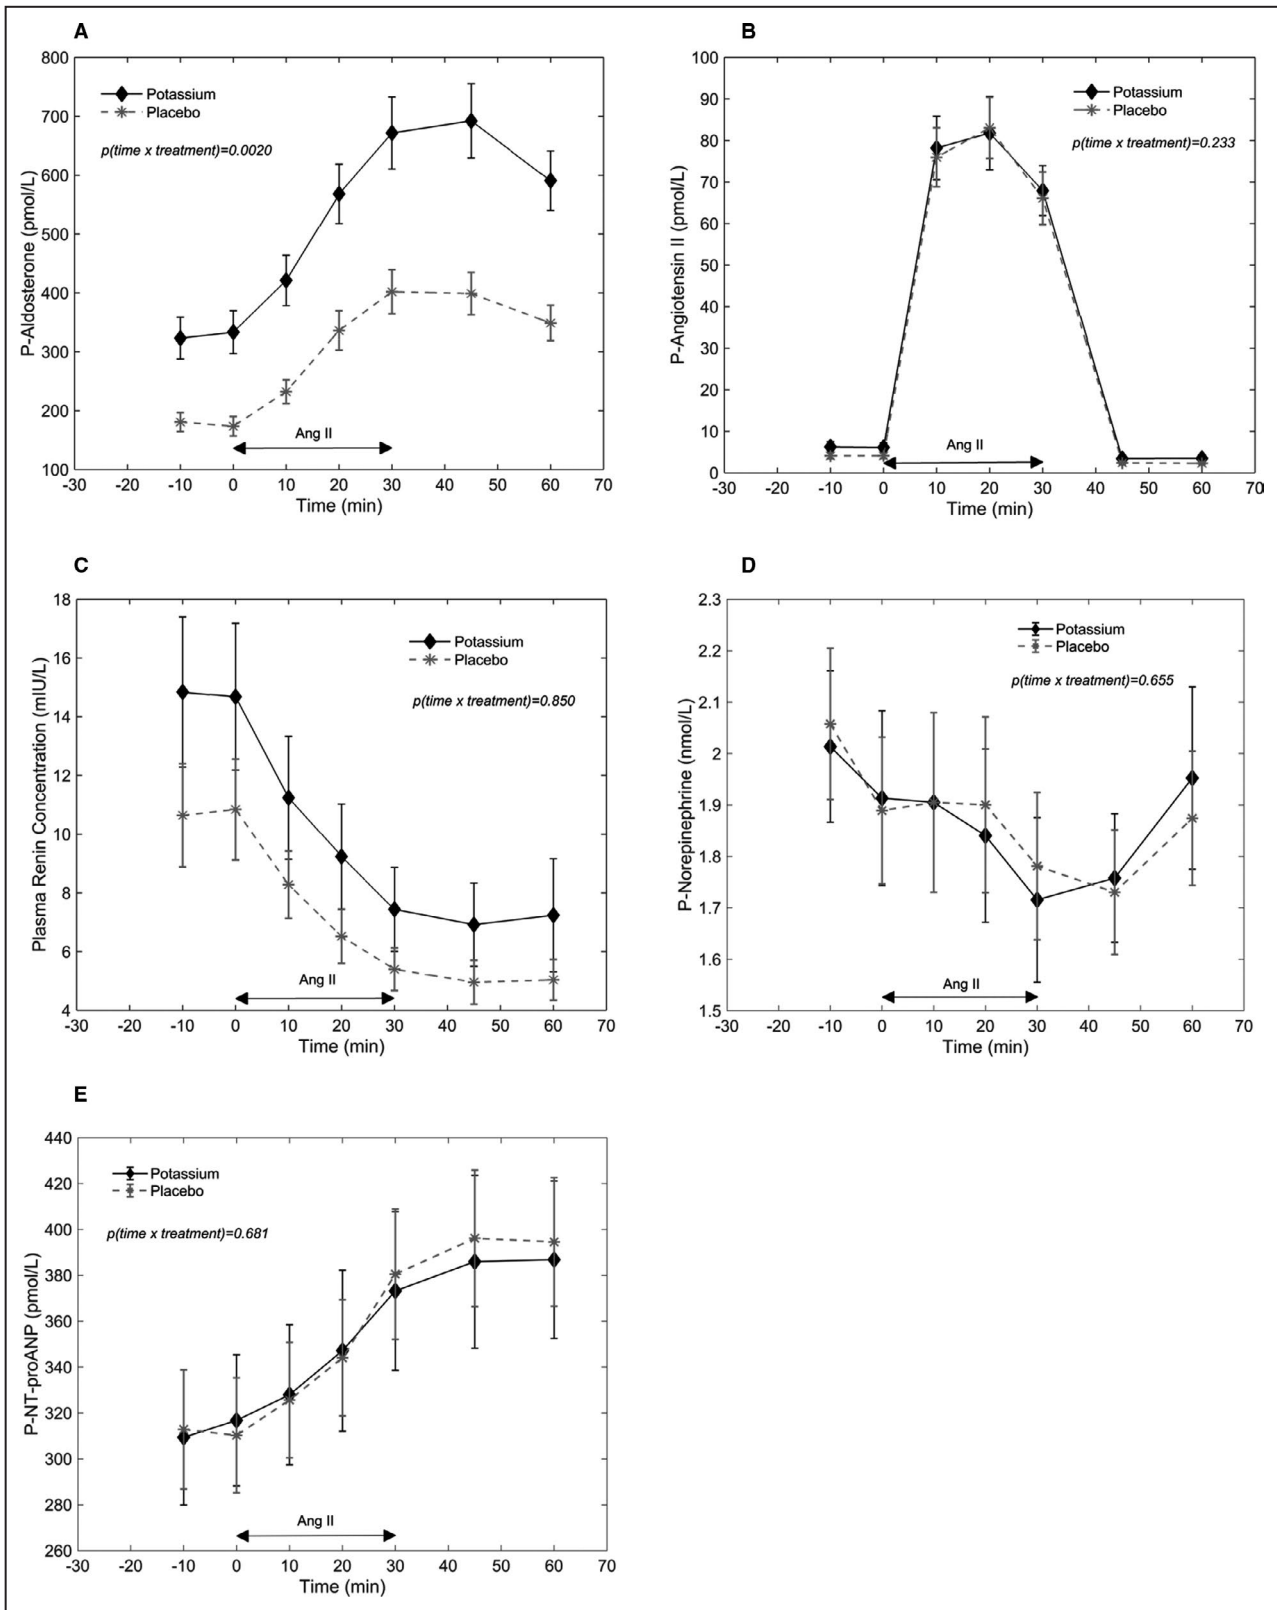 A
P-Aldosterone (pmol/L)
800
700
600
500
400
300
200
100
Potassium
Placebo
p(time x treatment)=0.0020
Ang II
-30 -20 -10 0 10 20 30 40 50 60 70
Time (min)
B
P-Angiotensin II (pmol/L)
100
90
80
70
60
50
40
30
20
10
0
Potassium
Placebo
p(time x treatment)=0.233
Ang II
-30 -20 -10 0 10 20 30 40 50 60 70
Time (min)
C
Plasma Renin Concentration (mIU/L)
18
16
14
12
10
8
6
4
Potassium
Placebo
p(time x treatment)=0.850
Ang II
-30 -20 -10 0 10 20 30 40 50 60 70
Time (min)
D
P-Norepinephrine (nmol/L)
2.3
2.2
2.1
2
1.9
1.8
1.7
1.6
1.5
Potassium
Placebo
p(time x treatment)=0.655
Ang II
-30 -20 -10 0 10 20 30 40 50 60 70
Time (min)
E
P-NT-proANP (pmol/L)
440
420
400
380
360
340
320
300
280
260
Potassium
Placebo
p(time x treatment)=0.681
Ang II
-30 -20 -10 0 10 20 30 40 50 60 70
Time (min)